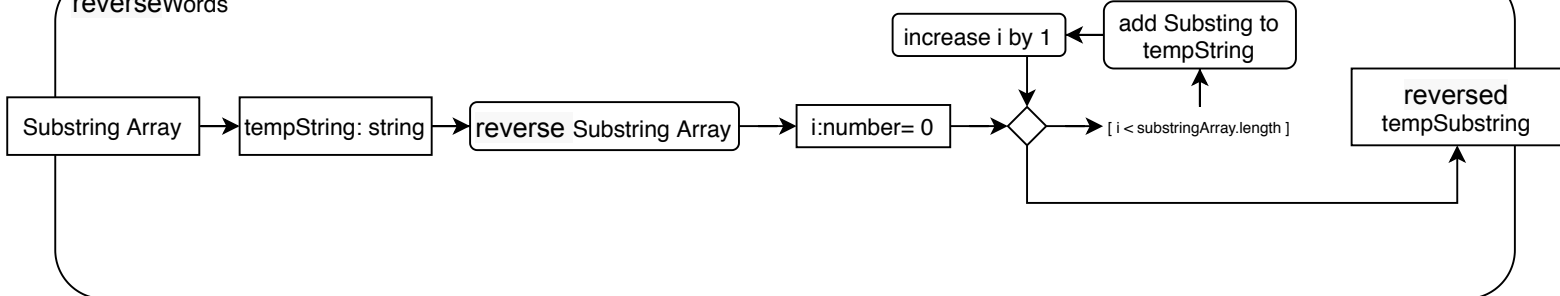 reverseWords
increase i by 1
add Substing to
tempString
Substring Array
tempString: string
reverse Substring Array
i:number= 0
[ i < substringArray.length ]
reversed
tempSubstring